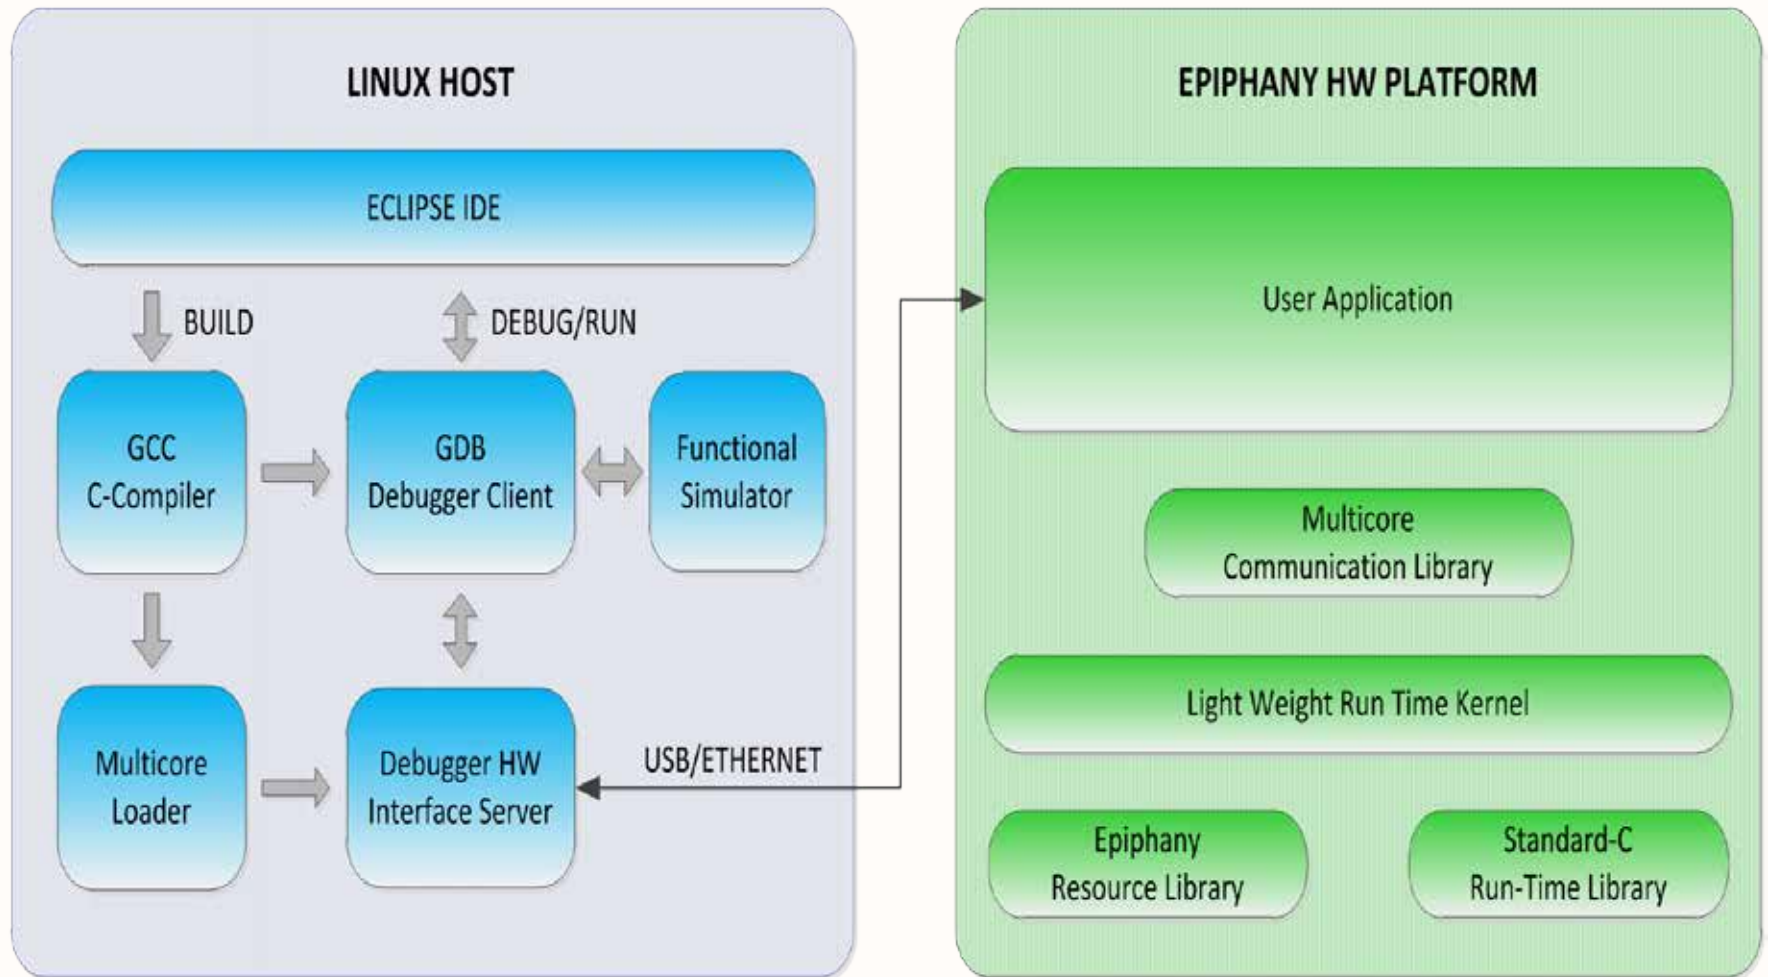 LINUX HOST
ECLIPSE IDE
BUILD
DEBUG/RUN
GCC
C-Compiler
GDB
Debugger Client
Functional
Simulator
Multicore
Loader
Debugger HW
Interface Server
USB/ETHERNET
EPIPHANY HW PLATFORM
User Application
Multicore
Communication Library
Light Weight Run Time Kernel
Epiphany
Resource Library
Standard-C
Run-Time Library